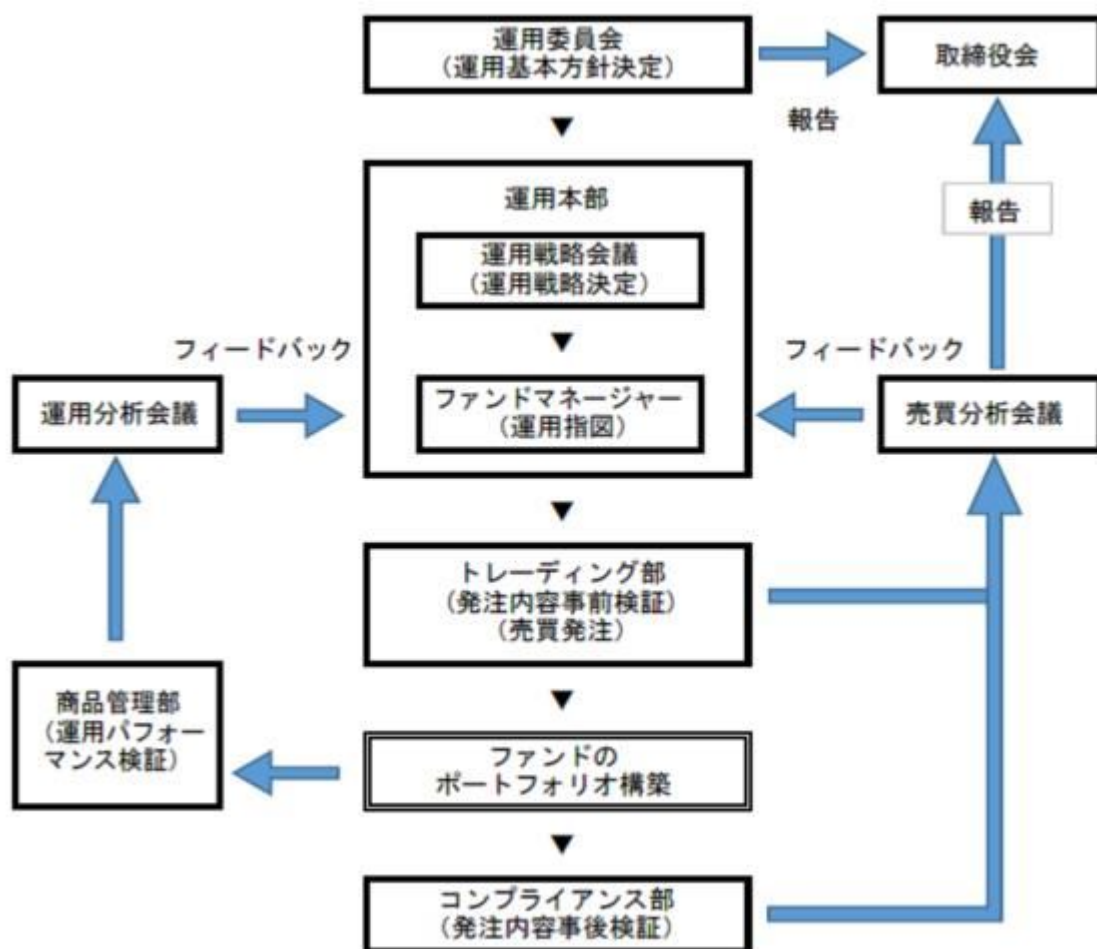 運用委員会
（運用基本方針決定）
取締役会
報告
運用本部
報告
運用戦略会議
（運用戦略決定）
フィードバック
フィードバック
運用分析会議
ファンドマネージャー
（運用指図）
売買分析会議
トレーディング部
（発注内容事前検証）
（売買発注）
商品管理部
（運用パフォー
マンス検証）
ファンドの
ポートフォリオ構築
コンプライアンス部
（発注内容事後検証）